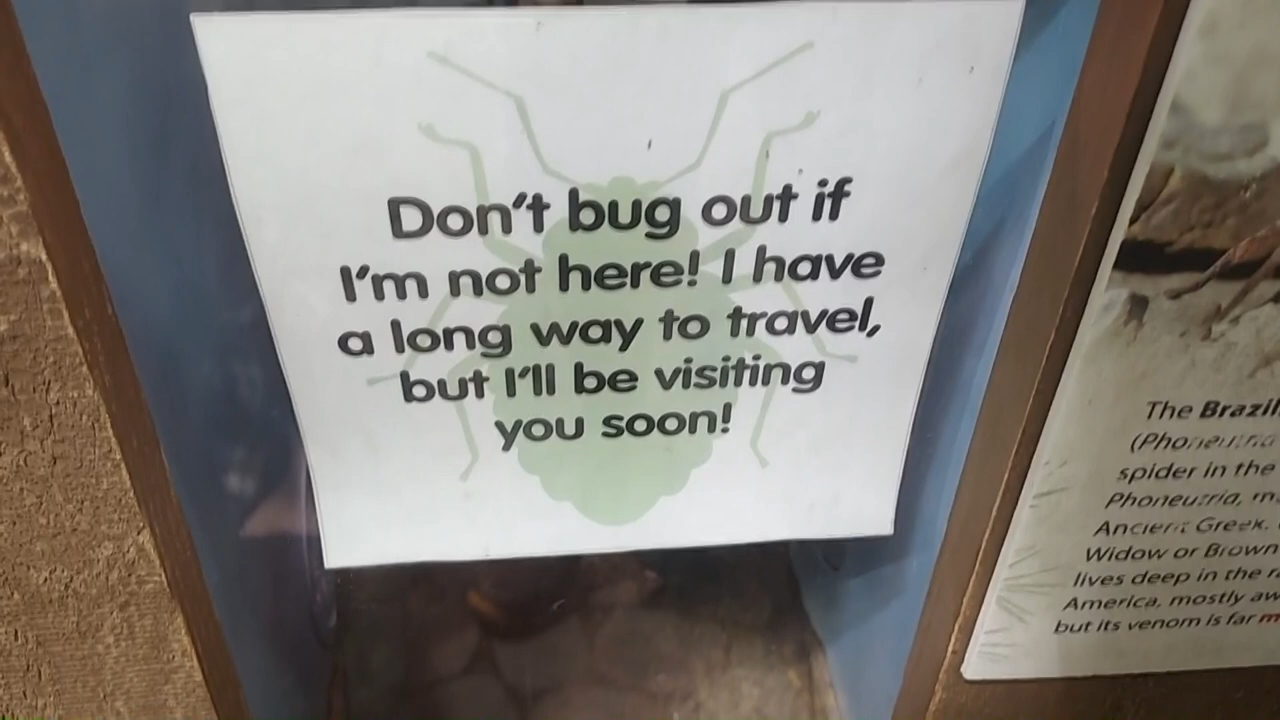 Don't bug out if
I'm not here! I have
a long way to travel,
but I'll be visiting
you soon!
The
spider in the
Phoneutria,
Ancient Greek.
Widow or Brown
lives deep in the
America, mostly
but its venom is far